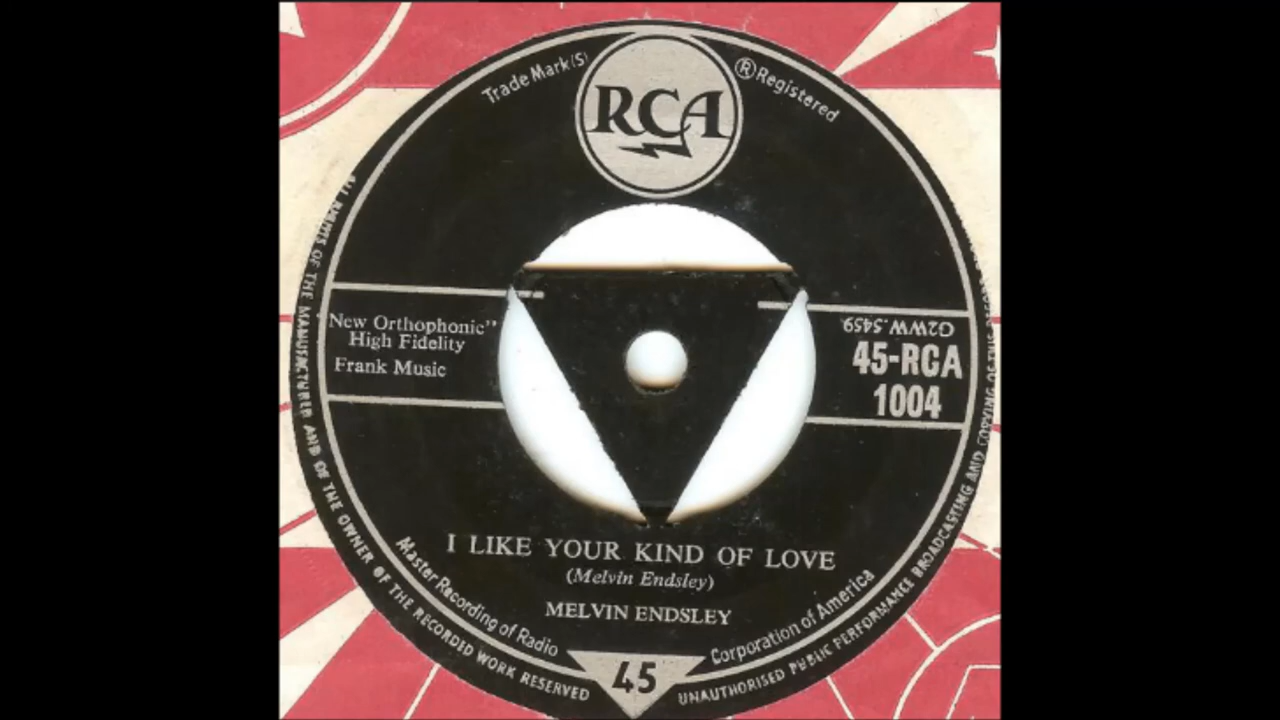 Trade Mark(S)
RCA
®Registered
New Orthophonic"
High Fidelity
Frank Music
G2WW.5459
45-RCA
1004
I LIKE YOUR KIND OF LOVE
(Melvin Endsley)
MELVIN ENDSLEY
Master Recording of Radio
Corporation of America
45
ALL RIGHTS OF THE MANUFACTURER AND OF THE OWNER OF THE RECORDED WORK RESERVED
UNAUTHORISED PUBLIC PERFORMANCE BROADCASTING AND COPYING OF